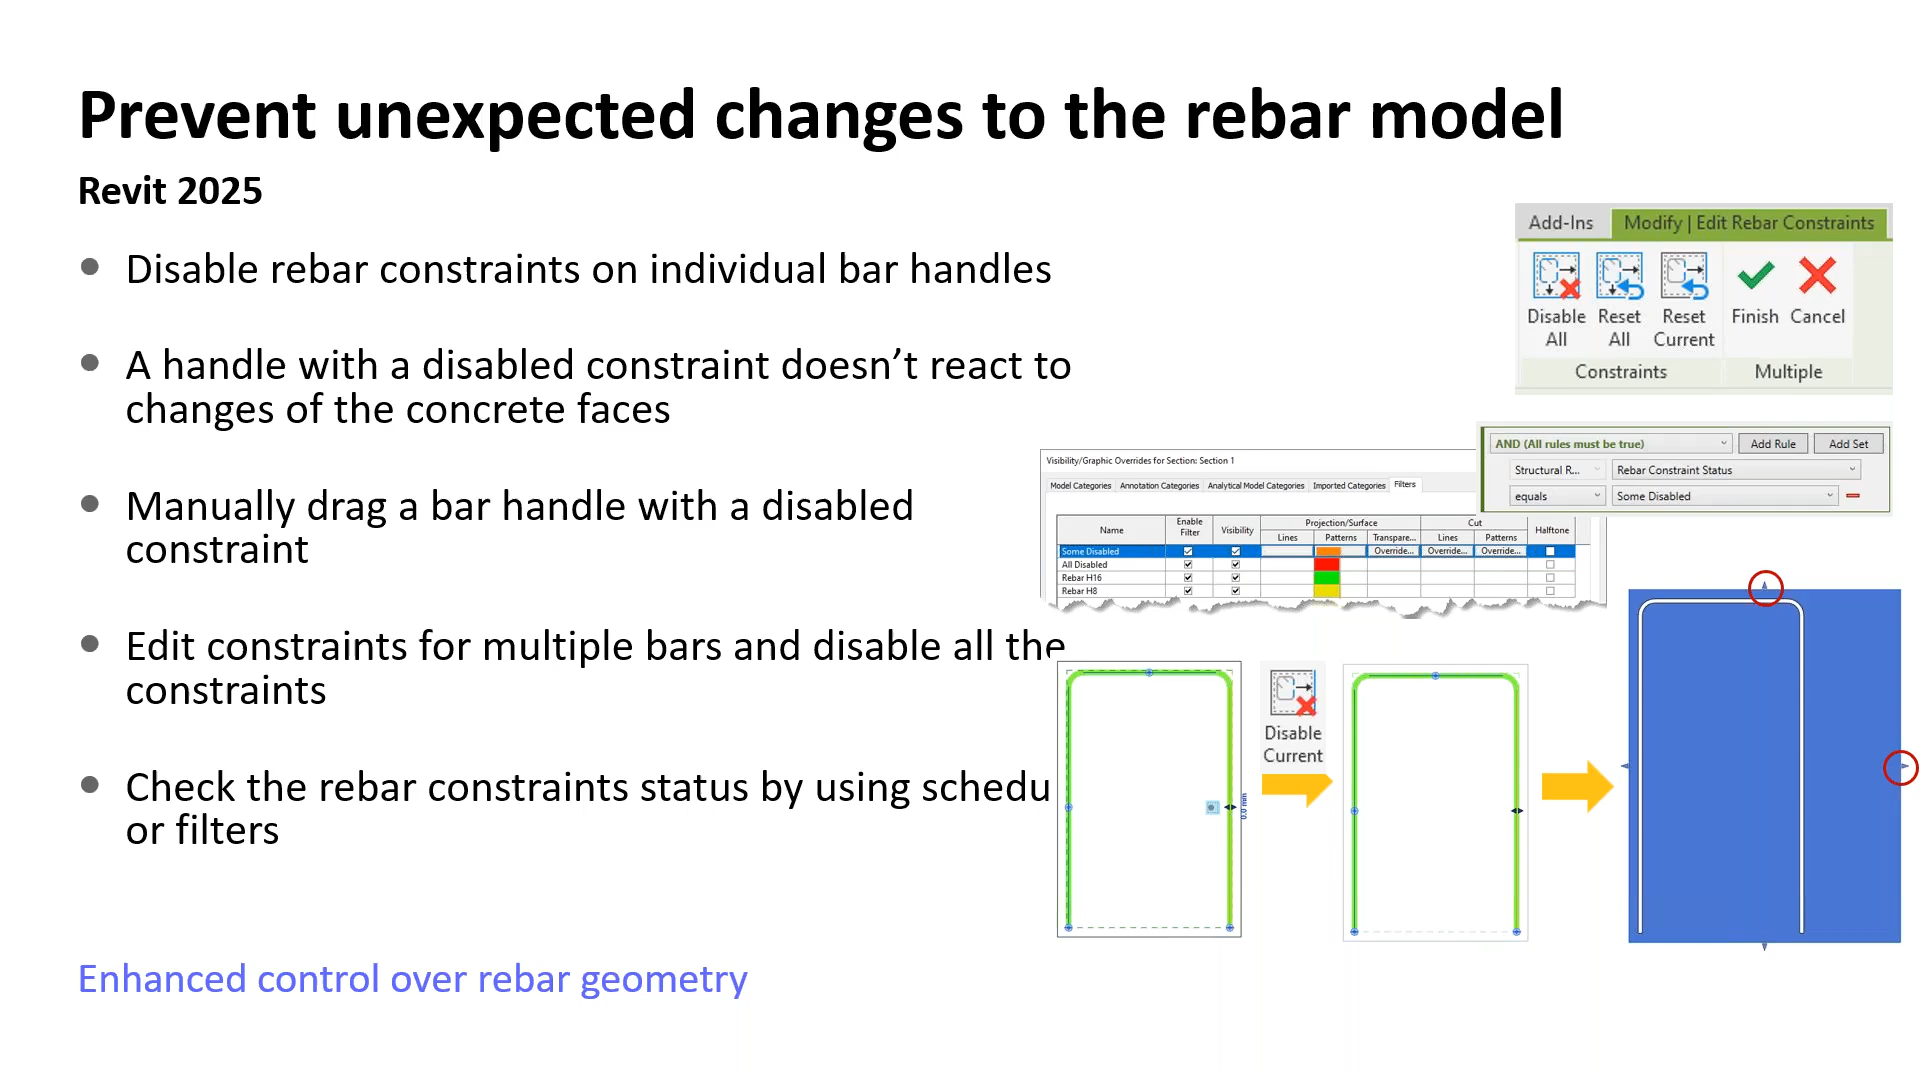 Prevent unexpected changes to the rebar model
Revit 2025
Disable rebar constraints on individual bar handles
A handle with a disabled constraint doesn’t react to
changes of the concrete faces
Manually drag a bar handle with a disabled
constraint
Edit constraints for multiple bars and disable all the
constraints
Check the rebar constraints status by using schedu
or filters
Enhanced control over rebar geometry
Add-Ins Modify | Edit Rebar Constraints
Disable Reset Reset Finish Cancel
All All Current
Constraints Multiple
AND (All rules must be true) Add Rule Add Set
Structural R... Rebar Constraint Status
equals Some Disabled
Visibility/Graphic Overrides for Section: Section 1
Model Categories Annotation Categories Analytical Model Categories Imported Categories Filters
Name Enable Filter Visibility Projection/Surface Cut Halftone
Lines Patterns Transpare... Lines Patterns
Some Disabled Override... Override... Override...
All Disabled
Rebar H16
Rebar H8
Disable
Current
0.0 mm